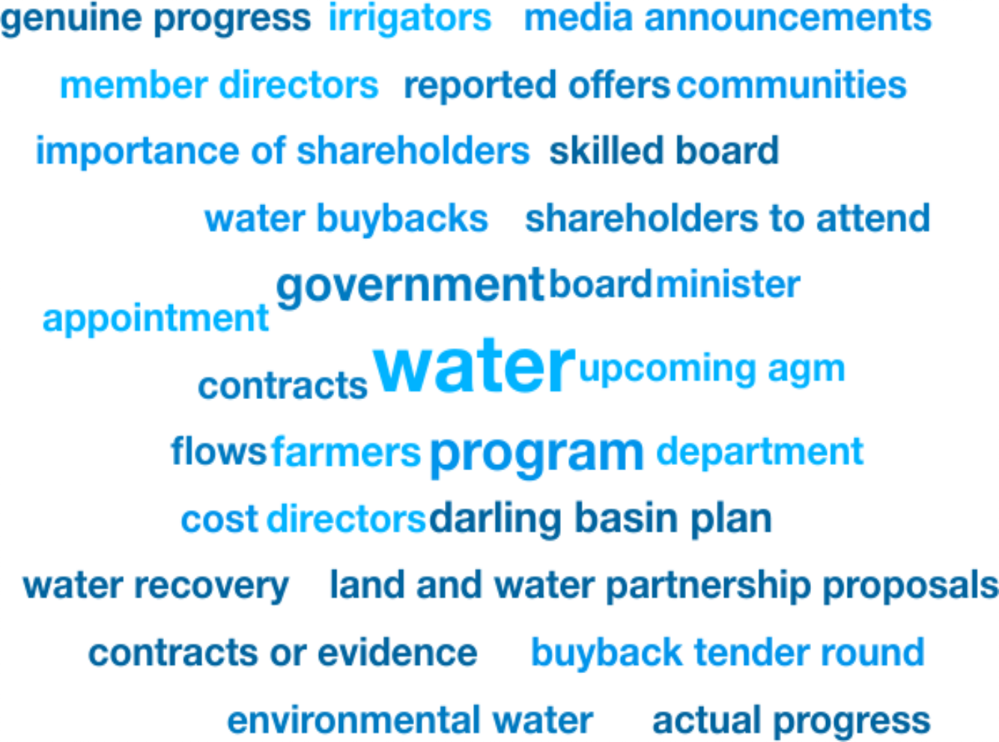 genuine progress irrigators media announcements
member directors reported offers communities
importance of shareholders skilled board
water buybacks shareholders to attend
government board minister
appointment
water upcoming agm
contracts
flows farmers program department
cost directors darling basin plan
water recovery land and water partnership proposals
contracts or evidence buyback tender round
environmental water actual progress